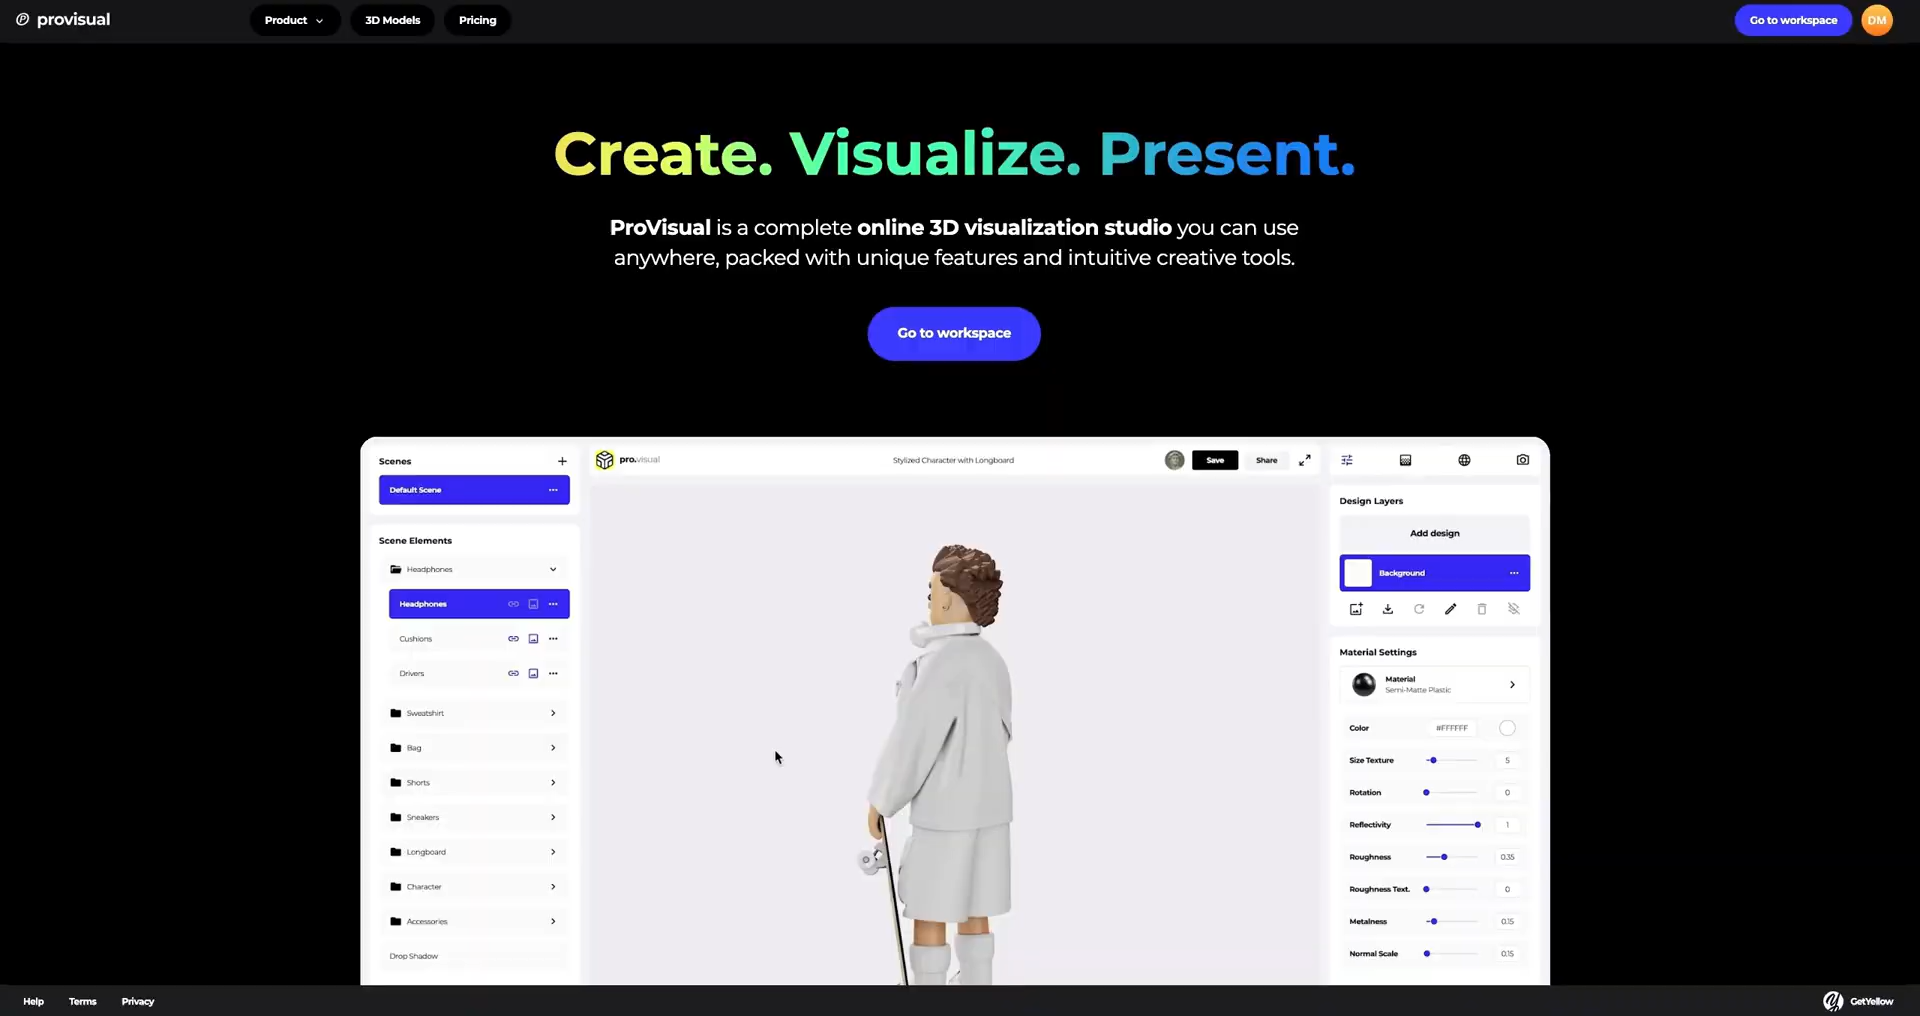 provisual
Product
3D Models
Pricing
Go to workspace
DM
Create. Visualize. Present.
ProVisual is a complete online 3D visualization studio you can use
anywhere, packed with unique features and intuitive creative tools.
Go to workspace
Scenes
Default Scene
Scene Elements
Headphones
Headphones
Cushions
Drivers
Sweatshirt
Bag
Shorts
Sneakers
Longboard
Character
Accessories
Drop Shadow
pro.visual
Stylized Character with Longboard
Save
Share
Design Layers
Add design
Background
Material Settings
Material
Semi-Matte Plastic
Color #FFFFFF
Size Texture 5
Rotation 0
Reflectivity 1
Roughness 0.35
Roughness Text. 0
Metalness 0.15
Normal Scale 0.15
Help
Terms
Privacy
GetYellow